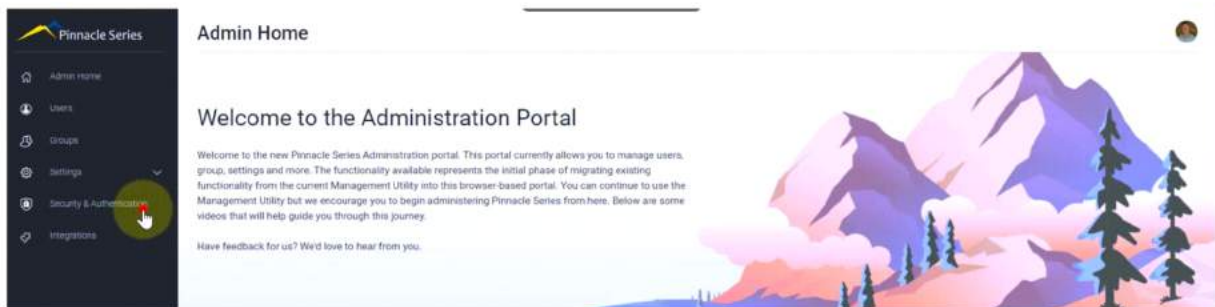 Pinnacle Series
Admin Home
Admin Home
Users
Groups
Settings
Security & Authentication
Integrations
Welcome to the Administration Portal
Welcome to the new Pinnacle Series Administration portal. This portal currently allows you to manage users,
group, settings and more. The functionality available represents the initial phase of migrating existing
functionality from the current Management Utility into this browser-based portal. You can continue to use the
Management Utility but we encourage you to begin administering Pinnacle Series from here. Below are some
videos that will help guide you through this journey.
Have feedback for us? We'd love to hear from you.